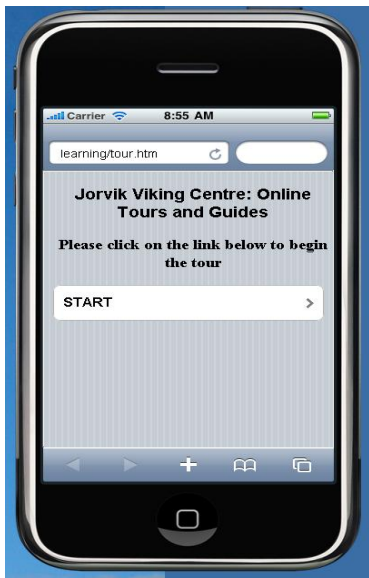 Carrier 8:55 AM
learning/tour.htm
Jorvik Viking Centre: Online
Tours and Guides
Please click on the link below to begin
the tour
START